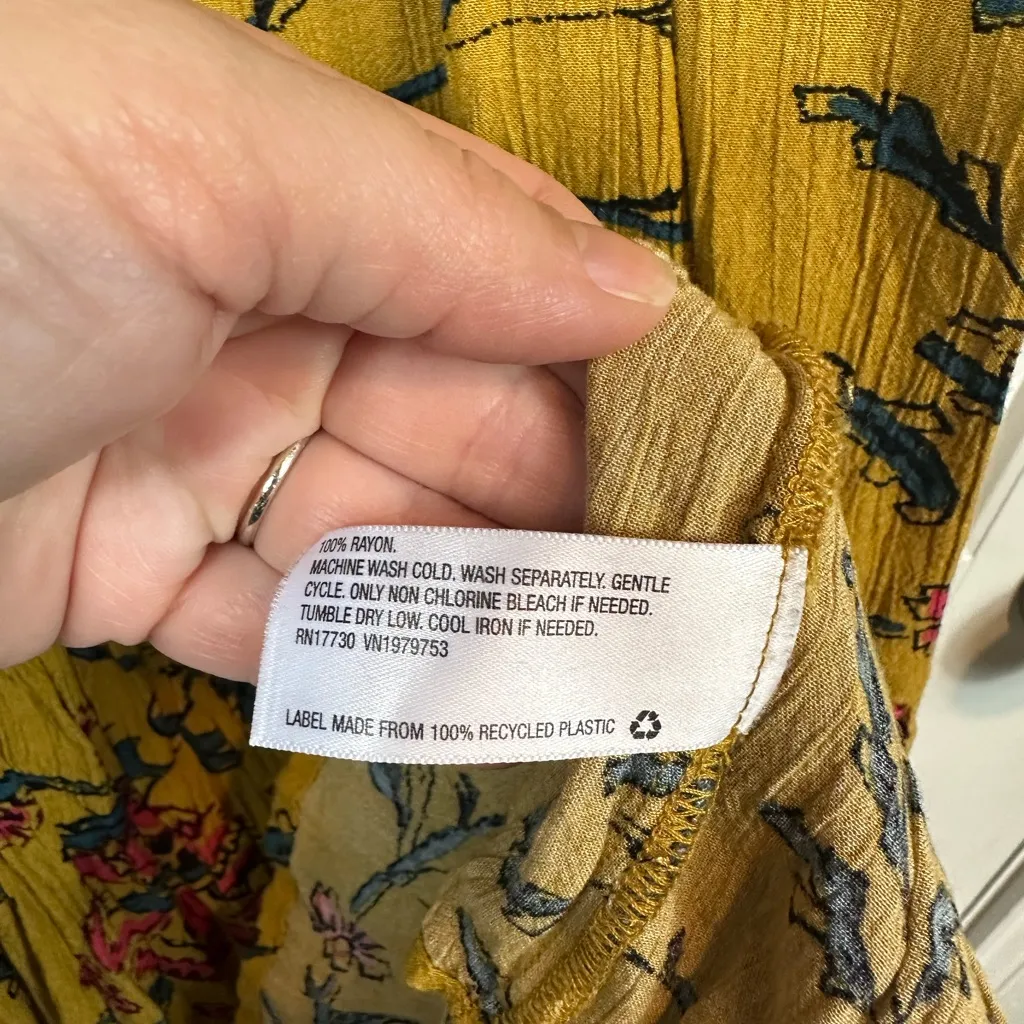 100% RAYON.
MACHINE WASH COLD. WASH SEPARATELY. GENTLE
CYCLE. ONLY NON CHLORINE BLEACH IF NEEDED.
TUMBLE DRY LOW. COOL IRON IF NEEDED.
RN17730 VN1979753
LABEL MADE FROM 100% RECYCLED PLASTIC